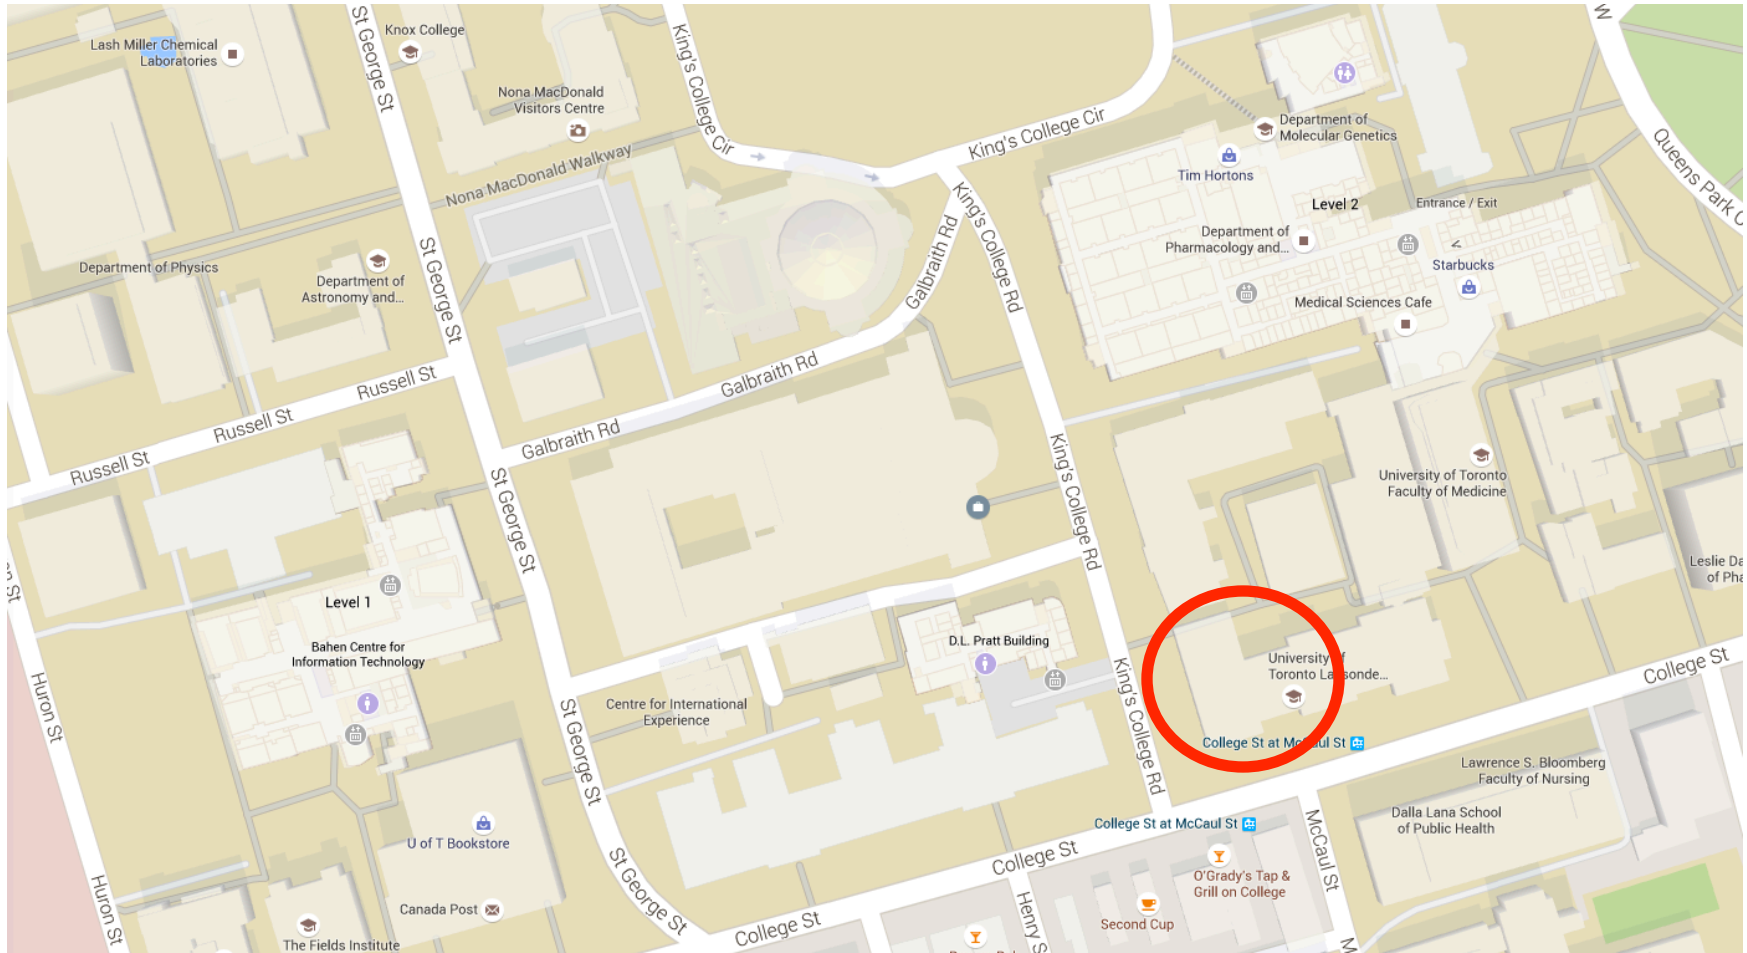 Lash Miller Chemical
Laboratories
St George St
Knox College
Nona MacDonald
Visitors Centre
King's College Cir
King's College Cir
W
Department of
Molecular Genetics
Tim Hortons
Queens Park C
Nona MacDonald Walkway
Level 2
Entrance / Exit
Department of
Pharmacology and...
Starbucks
Medical Sciences Cafe
King's College Rd
Galbraith Rd
Department of Physics
Department of
Astronomy and...
St George St
Russell St
Russell St
Russell St
Galbraith Rd
Galbraith Rd
King's College Rd
University of Toronto
Faculty of Medicine
St George St
Leslie Da
of Pha
on St
Level 1
Bahen Centre for
Information Technology
D.L. Pratt Building
University of
Toronto Lassonde...
King's College Rd
College St
Huron St
Centre for International
Experience
St George St
College St at McCaul St
Lawrence S. Bloomberg
Faculty of Nursing
Dalla Lana School
of Public Health
College St at McCaul St
McCaul St
U of T Bookstore
College St
O'Grady's Tap &
Grill on College
Second Cup
Huron St
St George St
Canada Post
Henry S
College St
The Fields Institute
M